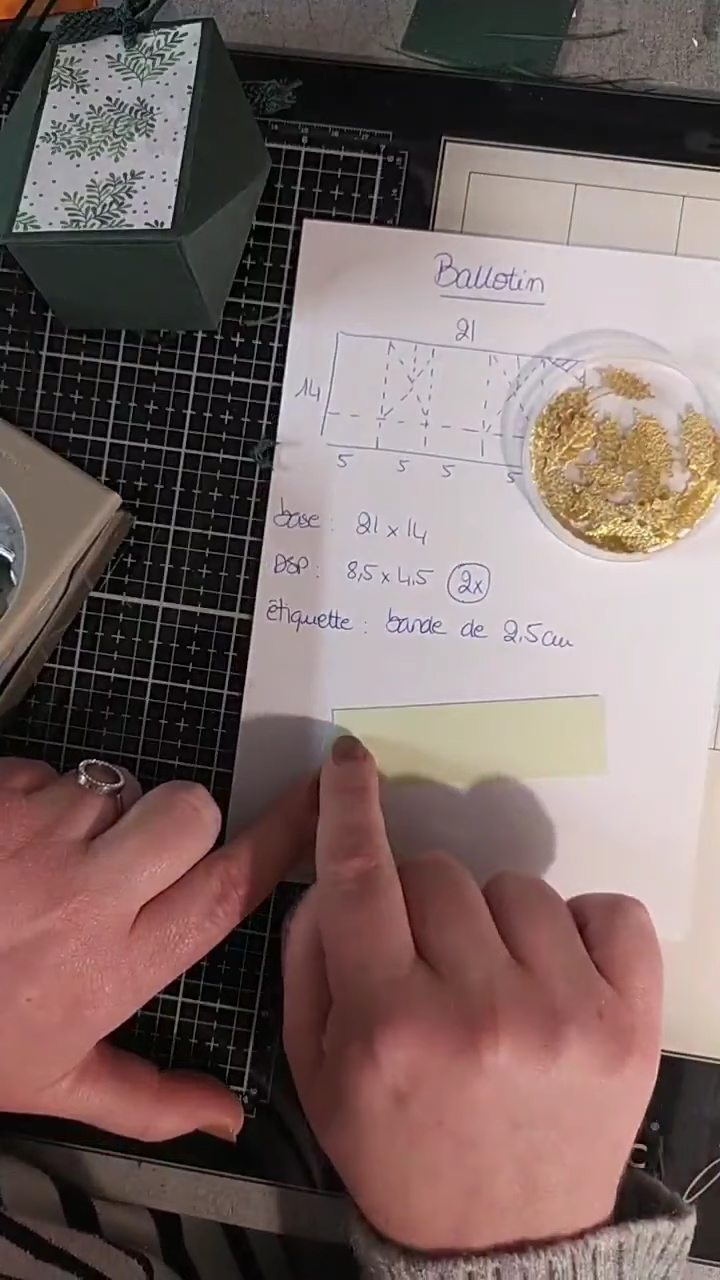 Ballotin
21
14
5 5 5 5
base : 21 x 14
DSP : 8,5 x 4,5 2x
étiquette : bande de 2,5cm